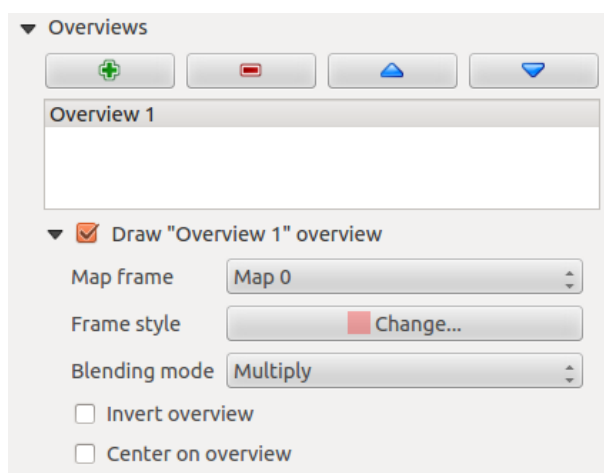 Overviews
Overview 1
Draw "Overview 1" overview
Map frame Map 0
Frame style Change...
Blending mode Multiply
Invert overview
Center on overview